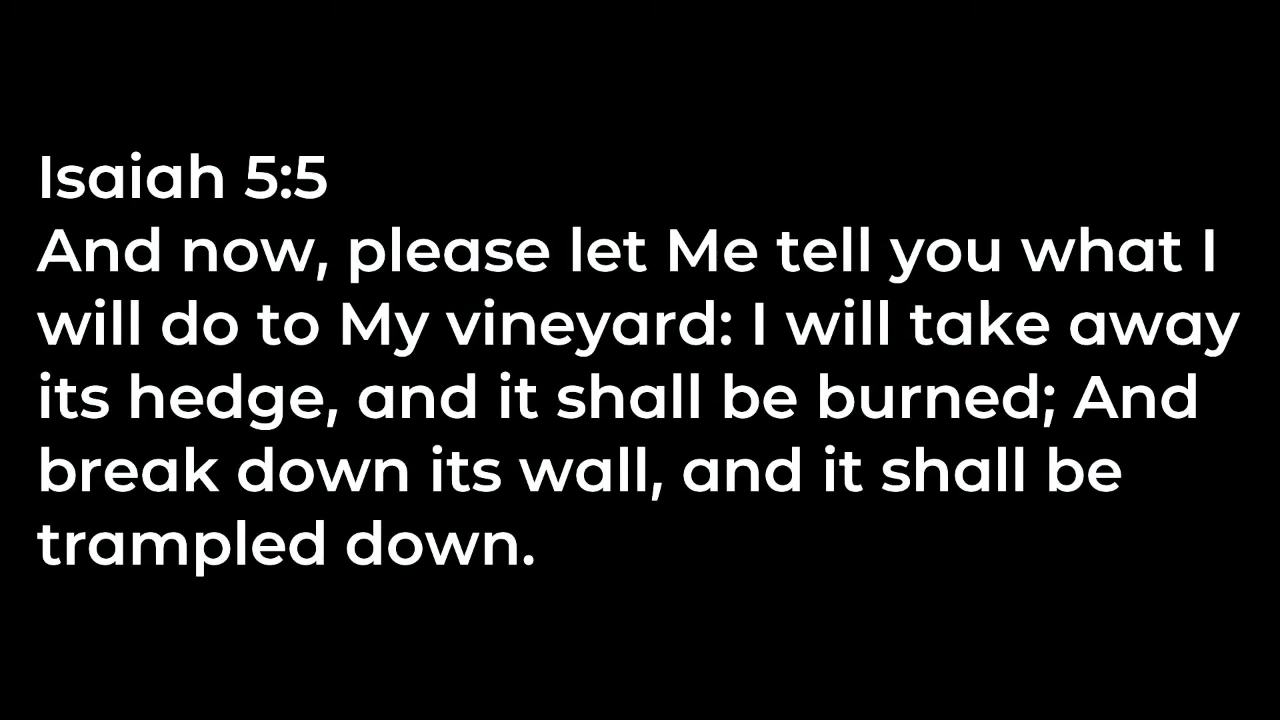 Isaiah 5:5
And now, please let Me tell you what I
will do to My vineyard: I will take away
its hedge, and it shall be burned; And
break down its wall, and it shall be
trampled down.